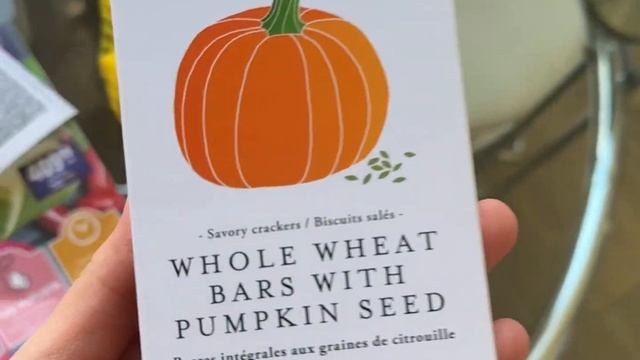 - Savory crackers / Biscuits salés -
WHOLE WHEAT
BARS WITH
PUMPKIN SEED
intégrales aux graines de citrouille